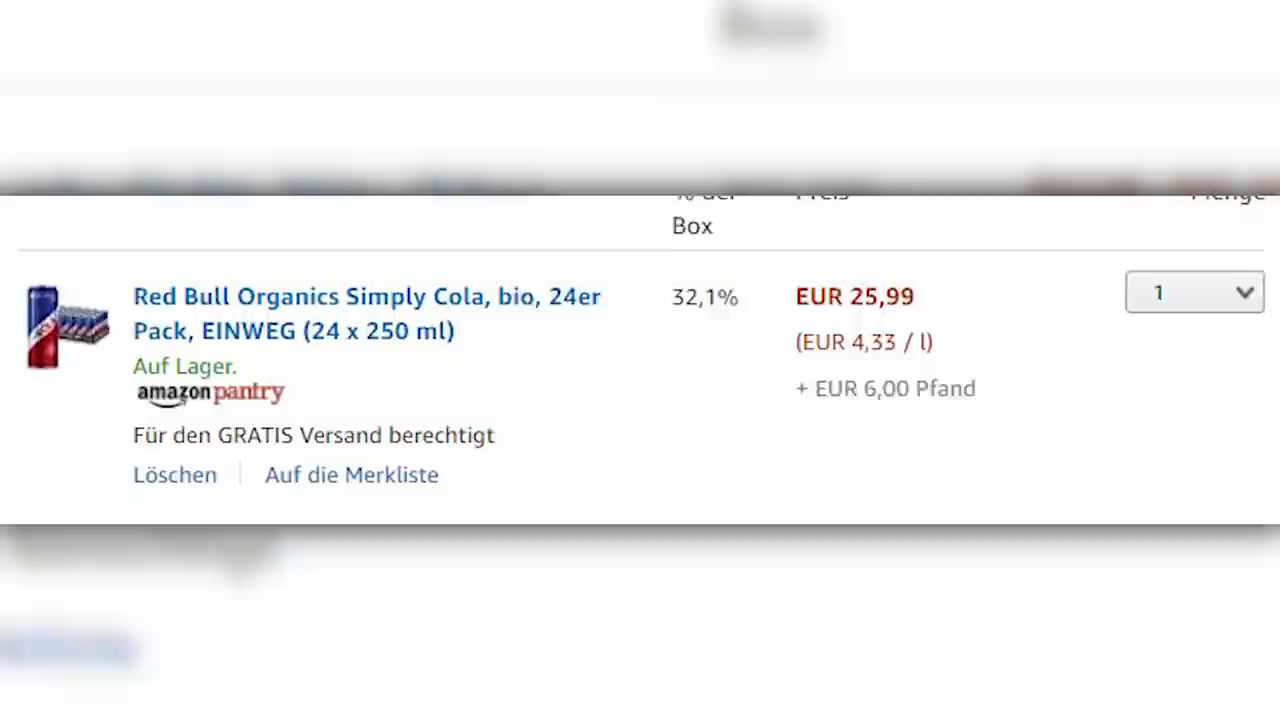 Box
Red Bull Organics Simply Cola, bio, 24er
Pack, EINWEG (24 x 250 ml)
Auf Lager.
amazonpantry
Für den GRATIS Versand berechtigt
Löschen
Auf die Merkliste
32,1%
EUR 25,99
(EUR 4,33 / l)
+ EUR 6,00 Pfand
1